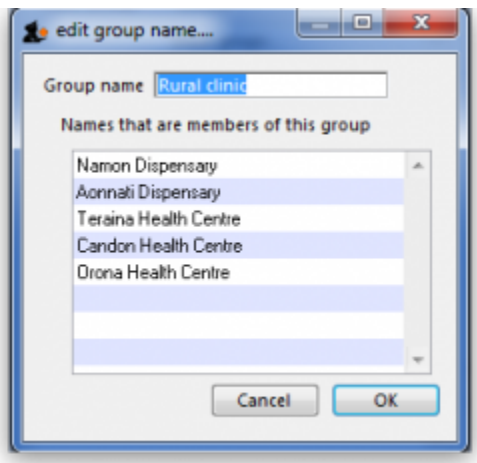 edit group name....
Group name Rural clinic
Names that are members of this group
Namon Dispensary
Aonnati Dispensary
Teraina Health Centre
Candon Health Centre
Orona Health Centre
Cancel OK